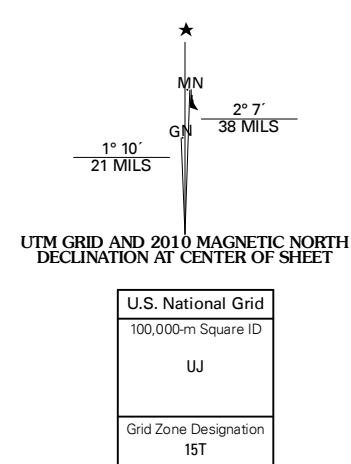 ★
MN
2° 7´
38 MILS
GN
1° 10´
21 MILS
UTM GRID AND 2010 MAGNETIC NORTH
DECLINATION AT CENTER OF SHEET
U.S. National Grid
100,000-m Square ID
UJ
Grid Zone Designation
15T